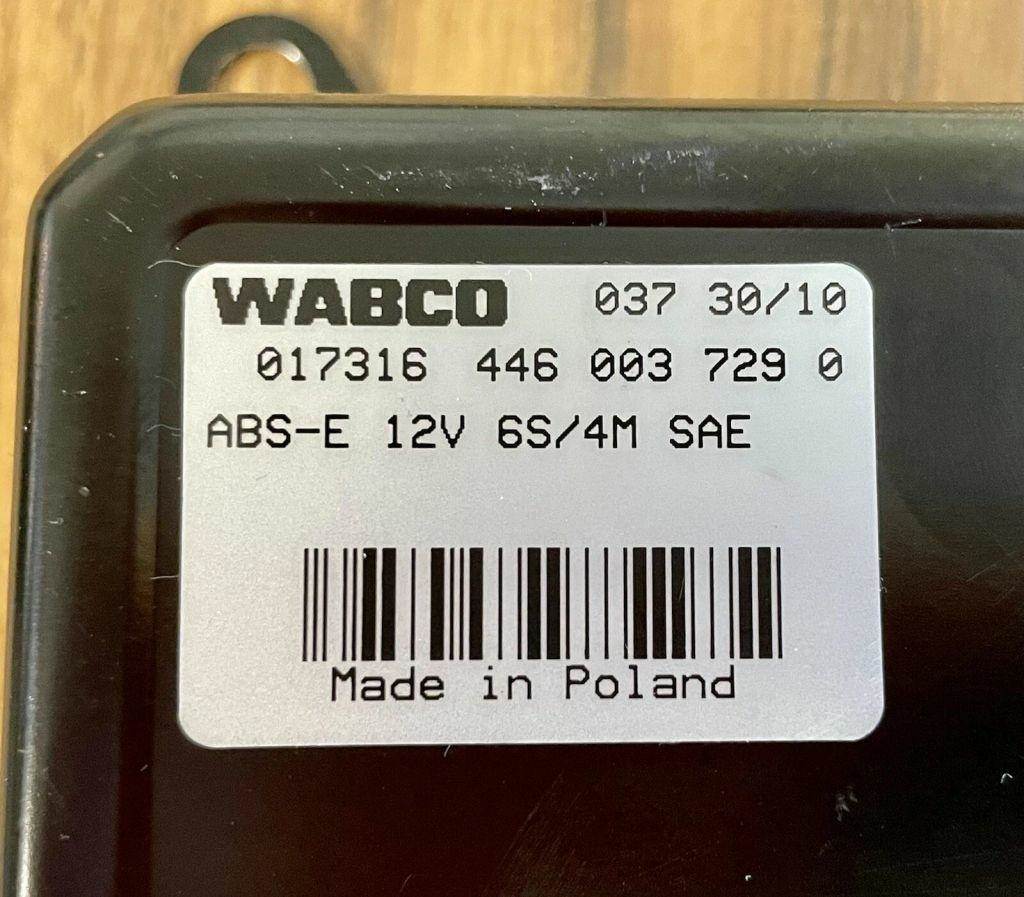 WABCO 037 30/10
017316 446 003 729 0
ABS-E 12V 6S/4M SAE
Made in Poland